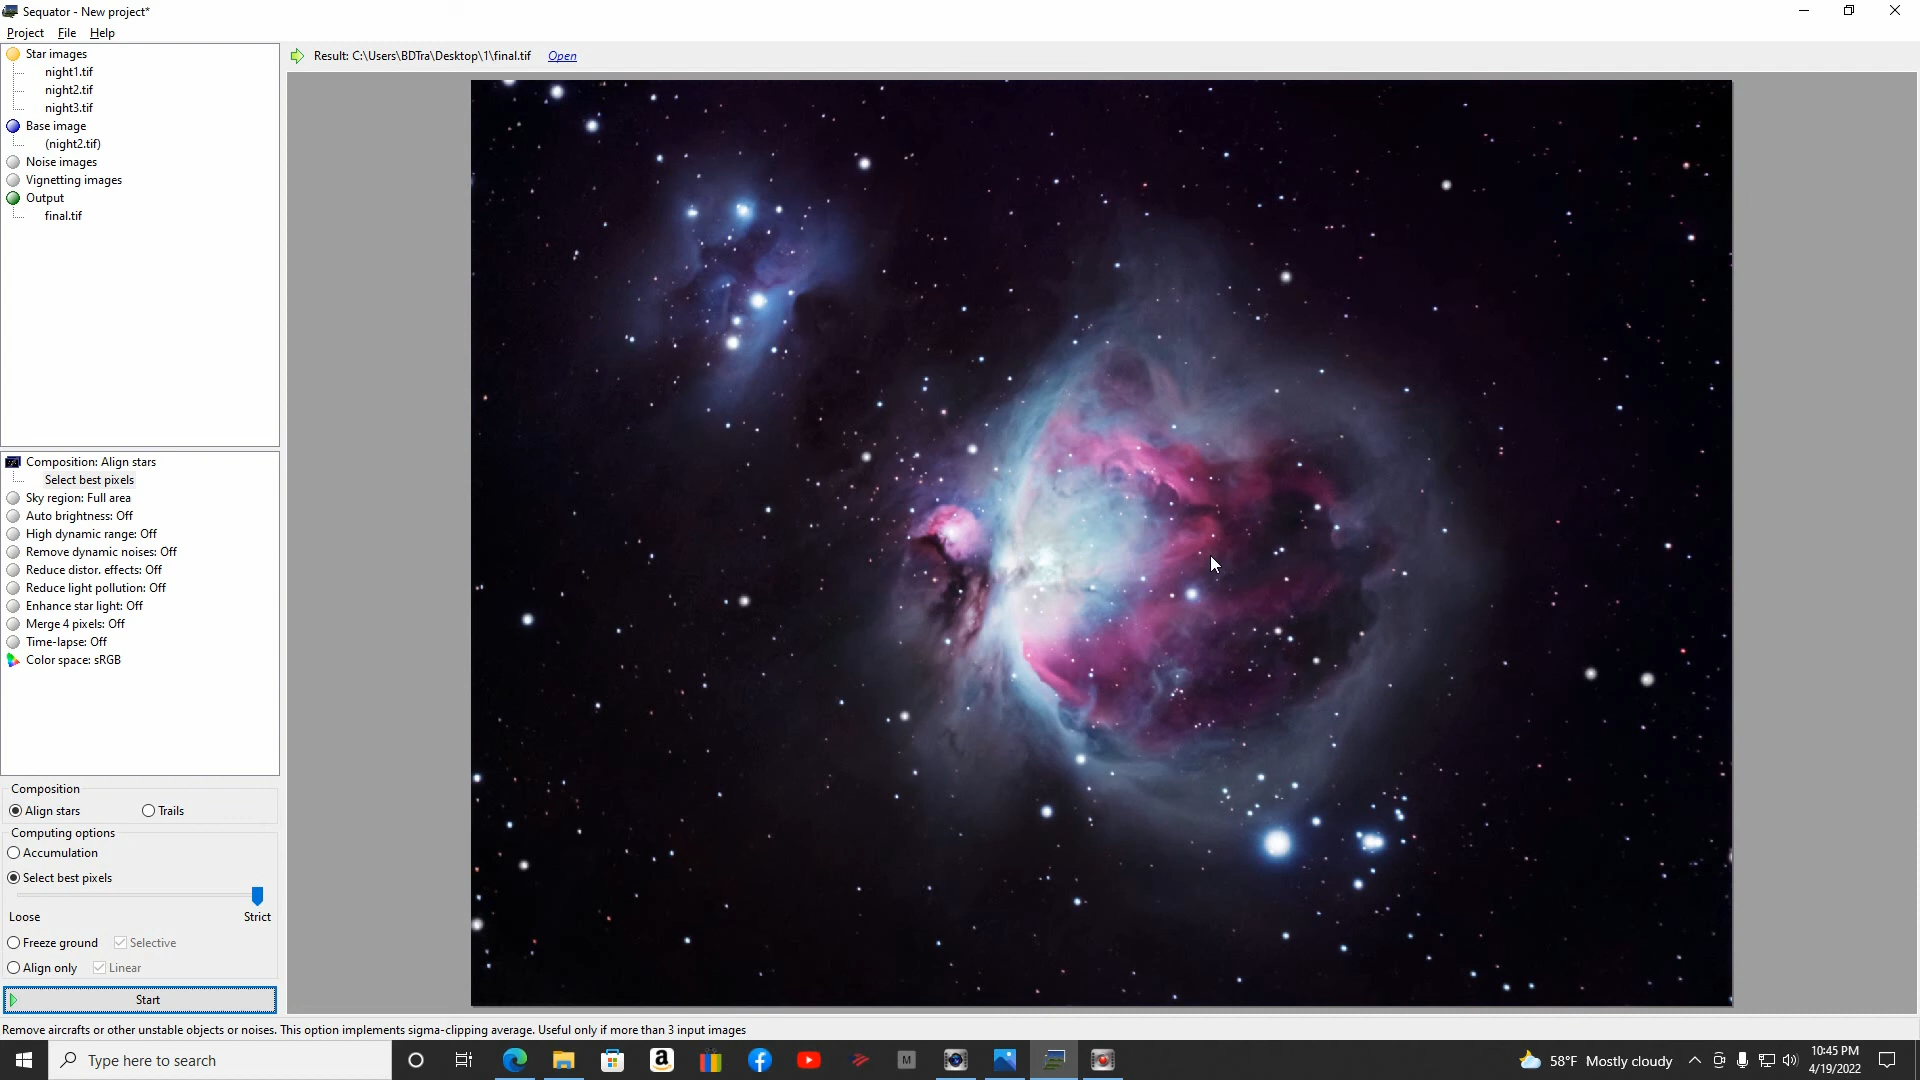 Sequator - New project*
Project File Help
Star images
night1.tif
night2.tif
night3.tif
Base image
(night2.tif)
Noise images
Vignetting images
Output
final.tif
Result: C:\Users\BDTra\Desktop\1\final.tif Open
Composition: Align stars
Select best pixels
Sky region: Full area
Auto brightness: Off
High dynamic range: Off
Remove dynamic noises: Off
Reduce distor. effects: Off
Reduce light pollution: Off
Enhance star light: Off
Merge 4 pixels: Off
Time-lapse: Off
Color space: sRGB
Composition
Align stars Trails
Computing options
Accumulation
Select best pixels
Loose Strict
Freeze ground Selective
Align only Linear
Start
Remove aircrafts or other unstable objects or noises. This option implements sigma-clipping average. Useful only if more than 3 input images
Type here to search
a
M
58°F Mostly cloudy
10:45 PM
4/19/2022